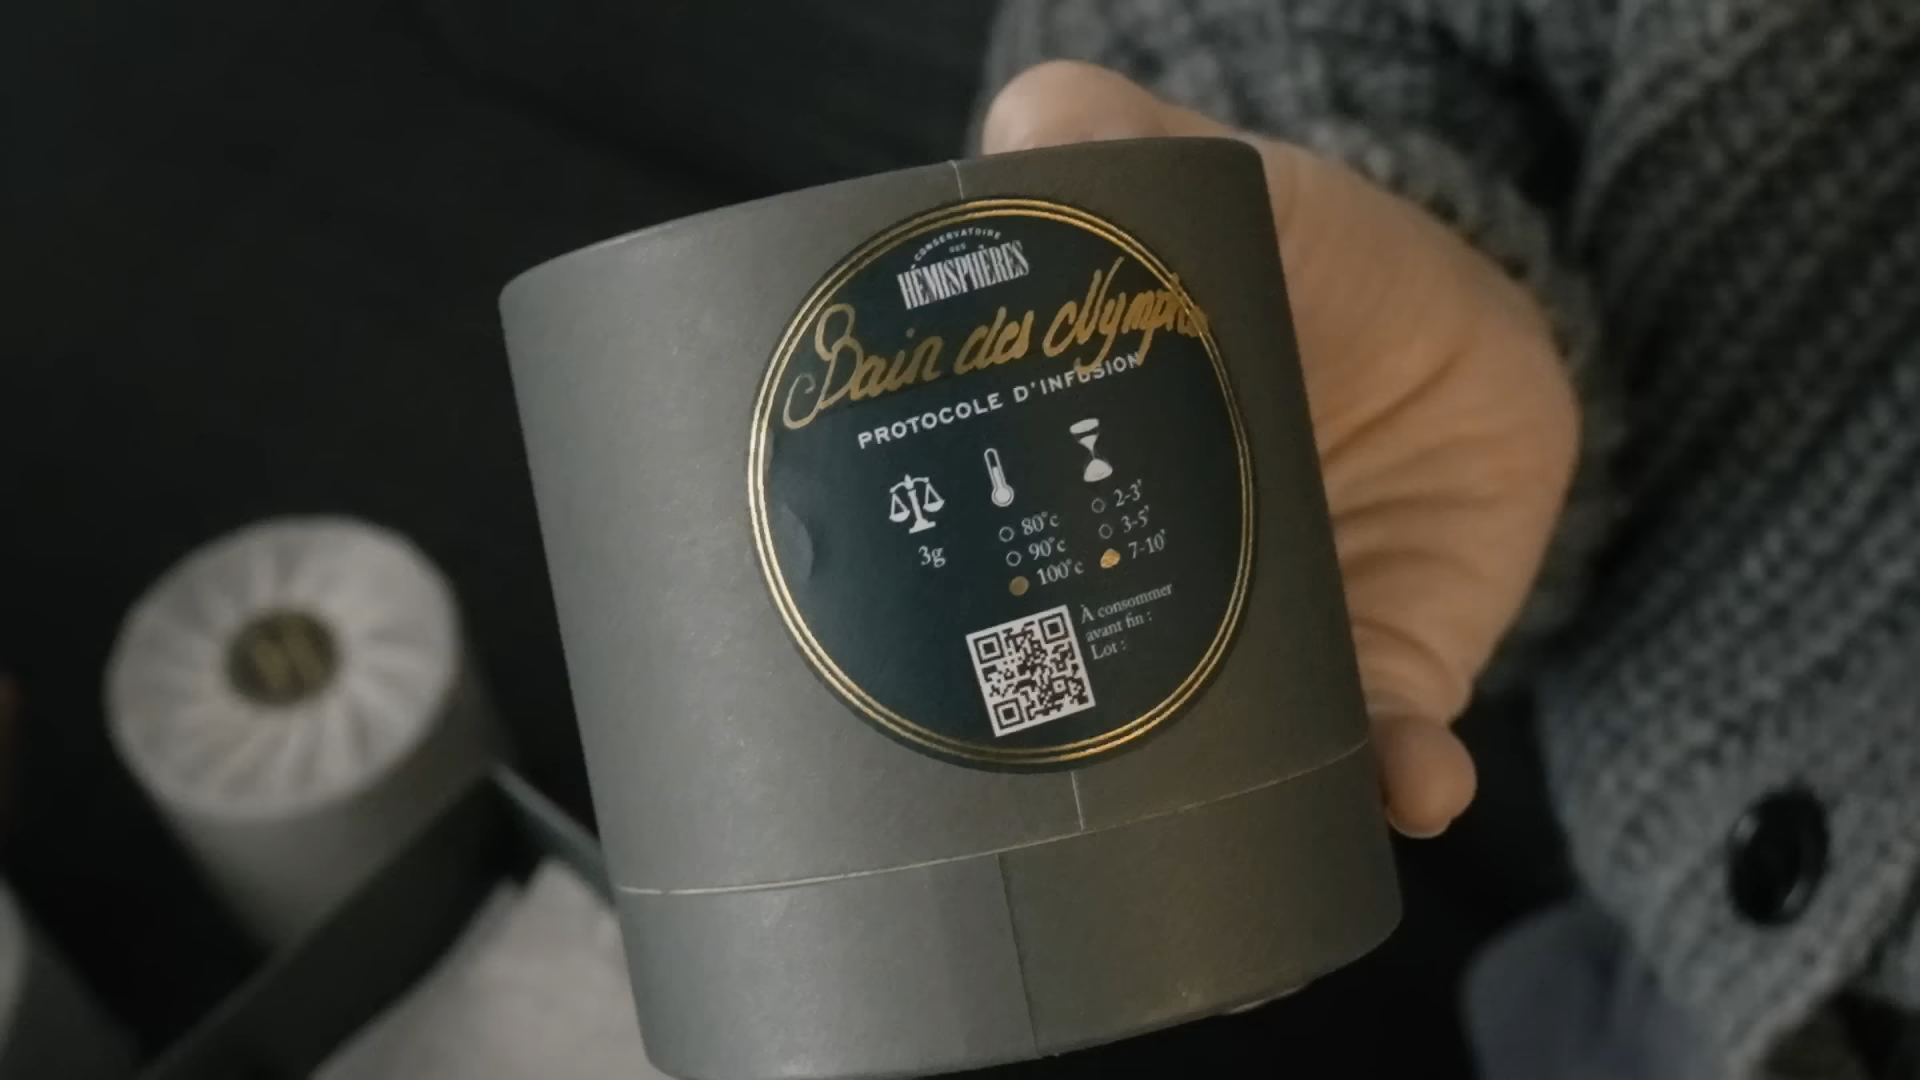 CONSERVATOIRE
DES
HÉMISPHÈRES
Bain des Nymphes
PROTOCOLE D'INFUSION
3g
80°c
90°c
100°c
2-3'
3-5'
7-10'
À consommer
avant fin :
Lot :